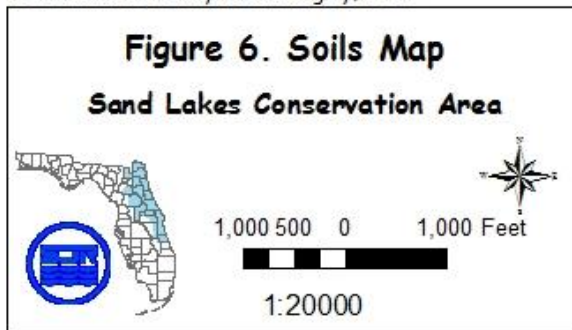 Figure 6. Soils Map
Sand Lakes Conservation Area
1,000 500 0 1,000 Feet
1:20000